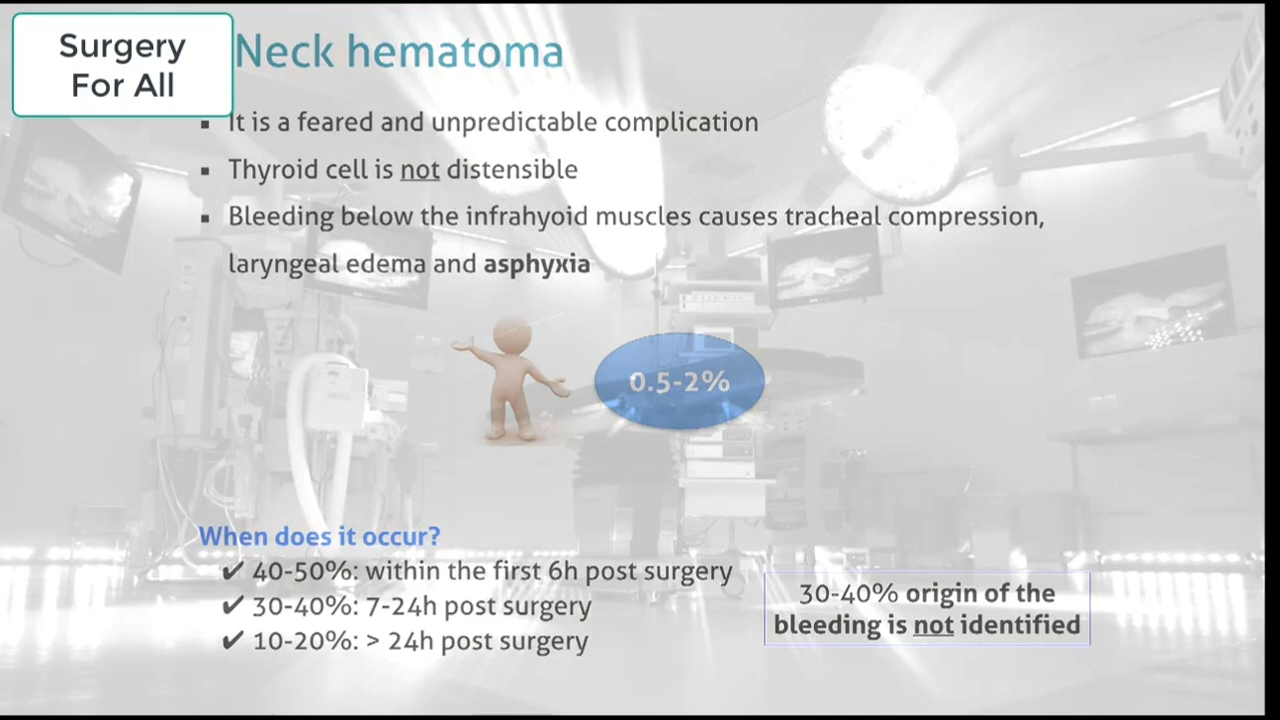 Surgery
For All
Neck hematoma
▪ It is a feared and unpredictable complication
▪ Thyroid cell is not distensible
▪ Bleeding below the infrahyoid muscles causes tracheal compression,
laryngeal edema and asphyxia
0.5-2%
When does it occur?
✔ 40-50%: within the first 6h post surgery
✔ 30-40%: 7-24h post surgery
✔ 10-20%: > 24h post surgery
30-40% origin of the
bleeding is not identified